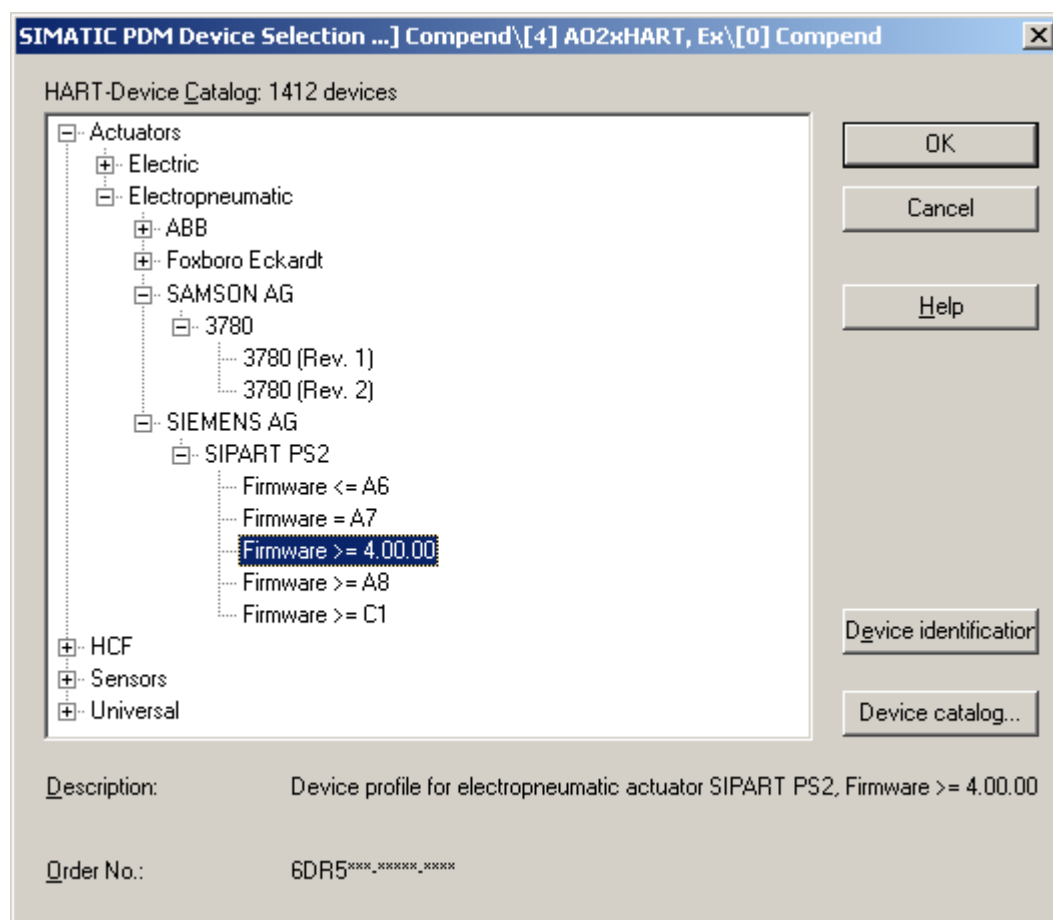 SIMATIC PDM Device Selection ...] Compend\[4] AO2xHART, Ex\[0] Compend
HART-Device Catalog: 1412 devices
Actuators
Electric
Electropneumatic
ABB
Foxboro Eckardt
SAMSON AG
3780
3780 (Rev. 1)
3780 (Rev. 2)
SIEMENS AG
SIPART PS2
Firmware <= A6
Firmware = A7
Firmware >= 4.00.00
Firmware >= A8
Firmware >= C1
HCF
Sensors
Universal
OK
Cancel
Help
Device identification
Device catalog...
Description: Device profile for electropneumatic actuator SIPART PS2, Firmware >= 4.00.00
Order No.: 6DR5***-*****-****